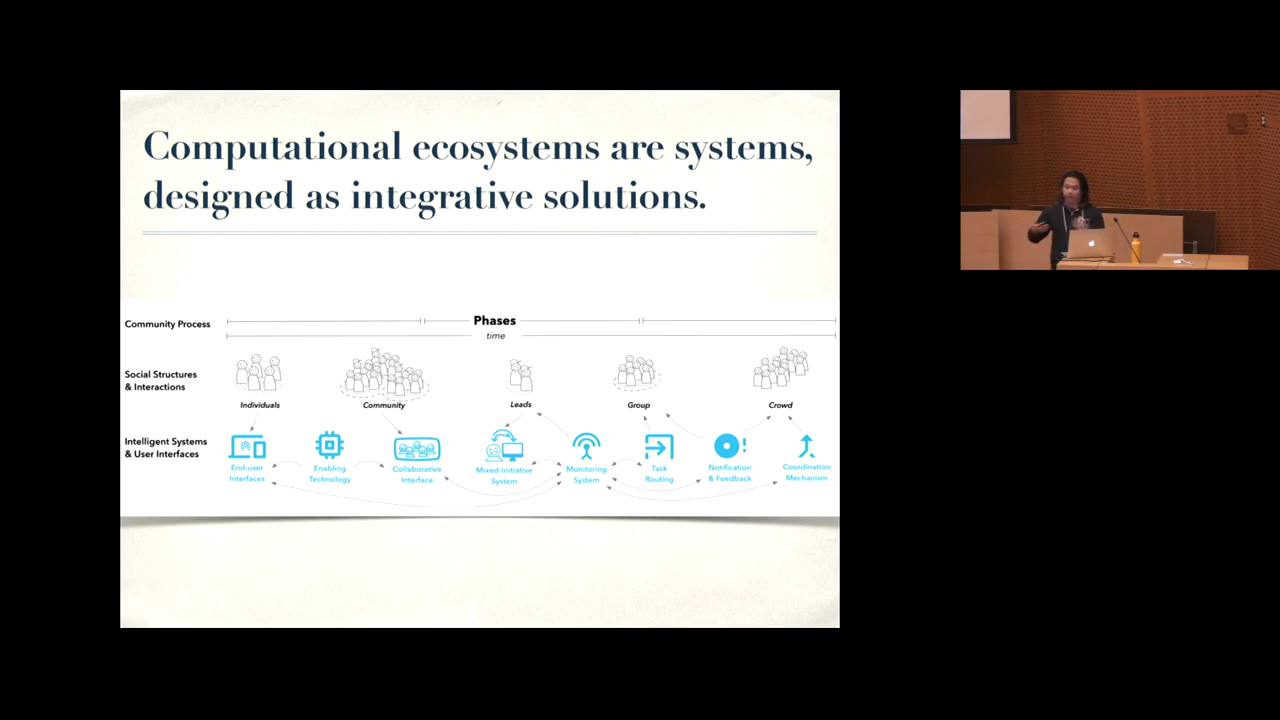 Computational ecosystems are systems,
designed as integrative solutions.
Community Process
Phases
time
Social Structures
& Interactions
Individuals
Community
Leads
Group
Crowd
Intelligent Systems
& User Interfaces
End-user
Interfaces
Enabling
Technology
Collaborative
Interface
Mixed-Initiative
System
Monitoring
System
Task
Routing
Notification
& Feedback
Coordination
Mechanism